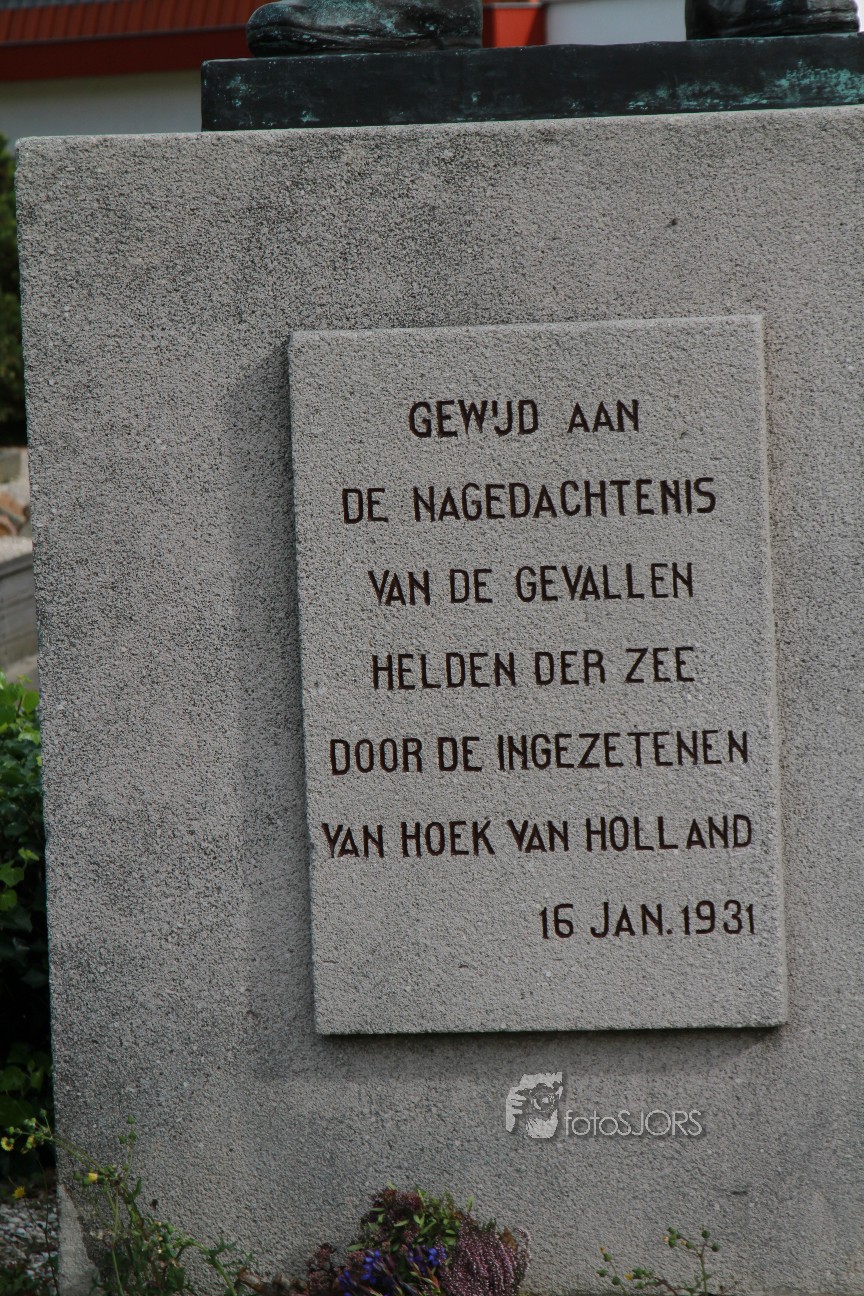 GEWIJD AAN
DE NAGEDACHTENIS
VAN DE GEVALLEN
HELDEN DER ZEE
DOOR DE INGEZETENEN
VAN HOEK VAN HOLLAND
16 JAN. 1931
fotoSJORS